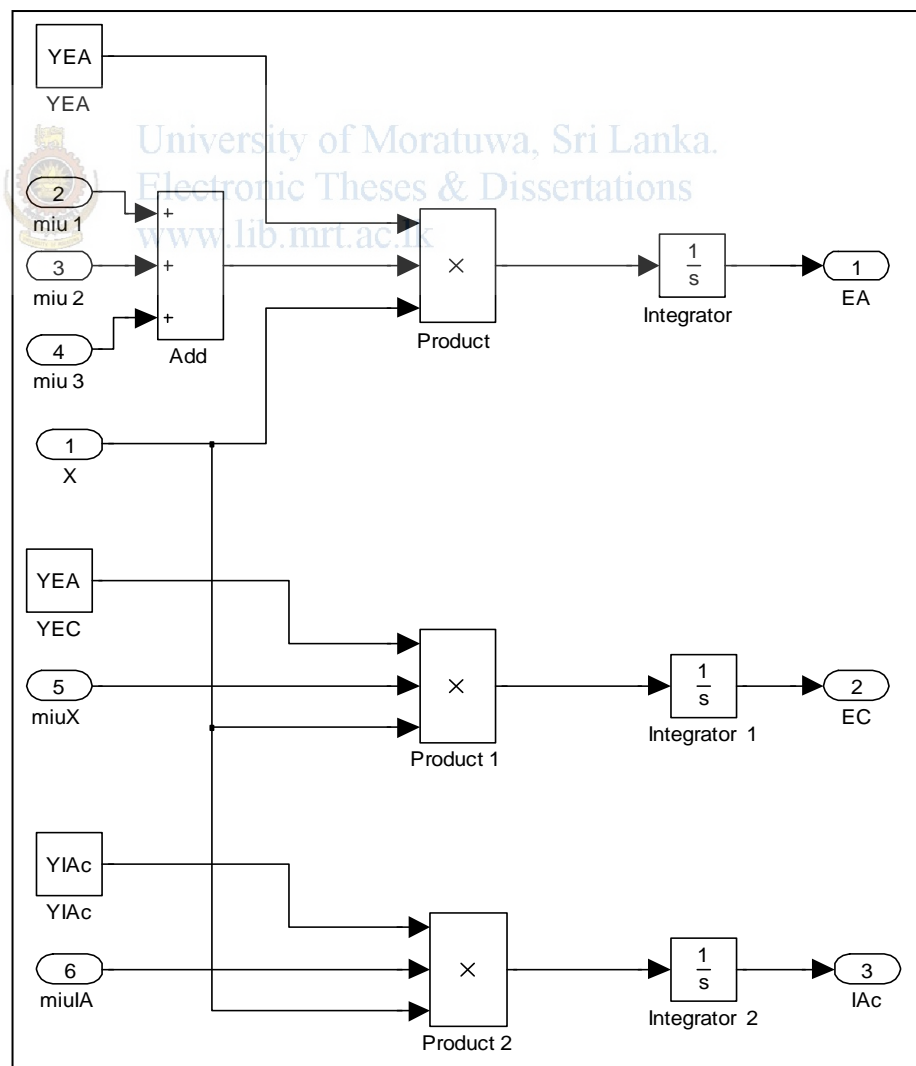 YEA
YEA
University of Moratuwa, Sri Lanka.
Electronic Theses & Dissertations
www.lib.mrt.ac.lk
2
miu 1
3
miu 2
4
miu 3
+
+
+
Add
×
Product
1
s
Integrator
1
EA
1
X
YEA
YEC
5
miuX
×
Product 1
1
s
Integrator 1
2
EC
YIAc
YIAc
6
miuIA
×
Product 2
1
s
Integrator 2
3
IAc